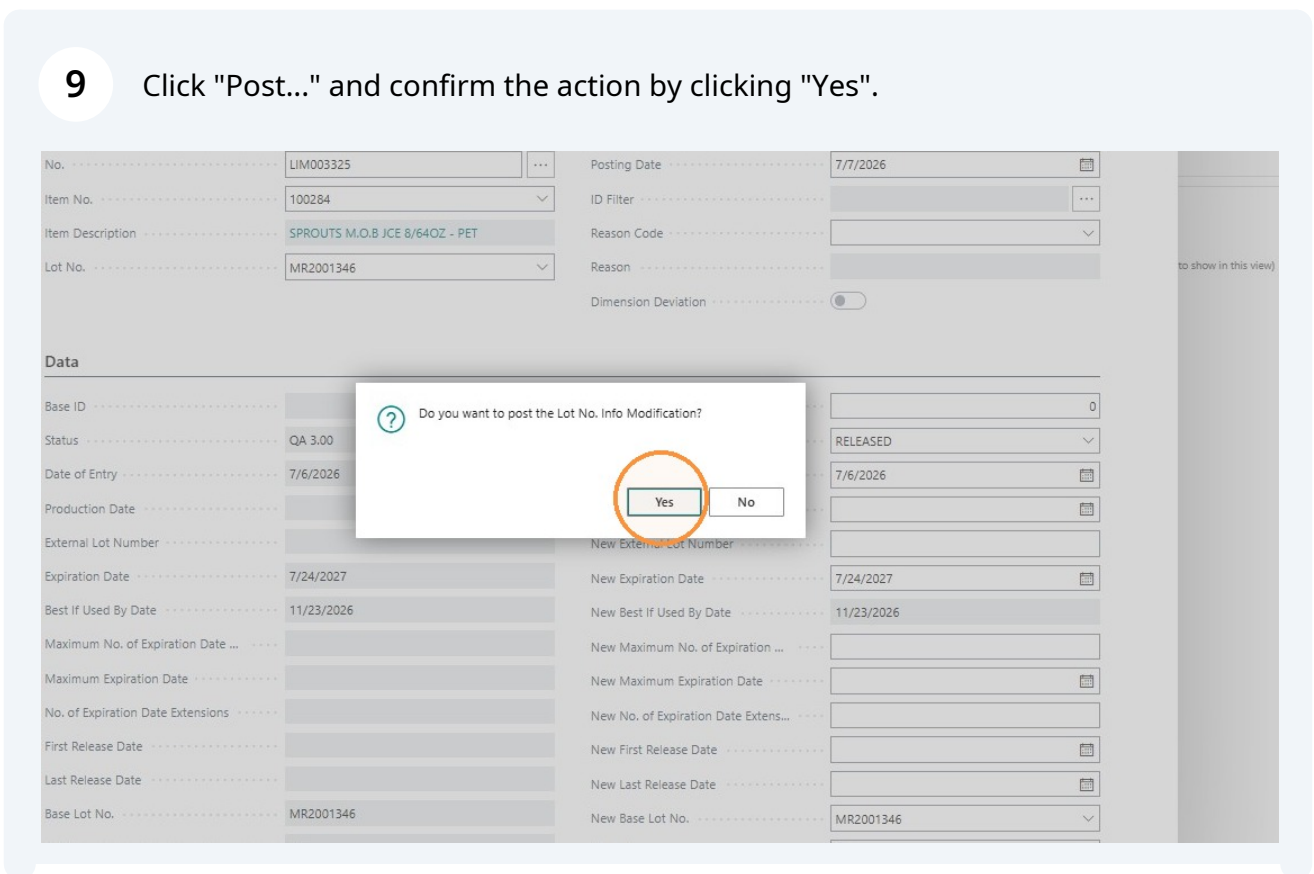 9 Click "Post..." and confirm the action by clicking "Yes".
No. LIM003325 ... Posting Date 7/7/2026
Item No. 100284 ID Filter ...
Item Description SPROUTS M.O.B JCE 8/64OZ - PET Reason Code
Lot No. MR2001346 Reason to show in this view)
Dimension Deviation
Data
Base ID 0
Do you want to post the Lot No. Info Modification?
Status QA 3.00 RELEASED
Date of Entry 7/6/2026 7/6/2026
Yes No
Production Date
External Lot Number New External Lot Number
Expiration Date 7/24/2027 New Expiration Date 7/24/2027
Best If Used By Date 11/23/2026 New Best If Used By Date 11/23/2026
Maximum No. of Expiration Date ... New Maximum No. of Expiration ...
Maximum Expiration Date New Maximum Expiration Date
No. of Expiration Date Extensions New No. of Expiration Date Extens...
First Release Date New First Release Date
Last Release Date New Last Release Date
Base Lot No. MR2001346 New Base Lot No. MR2001346